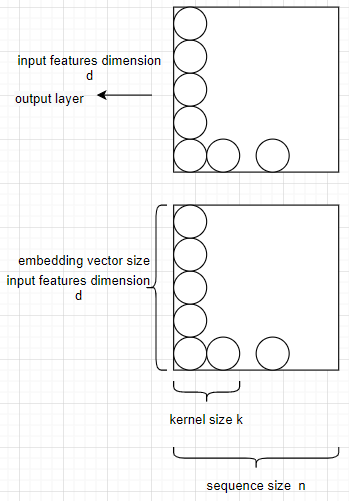 input features dimension
d
output layer
embedding vector size
input features dimension
d
kernel size k
sequence size n